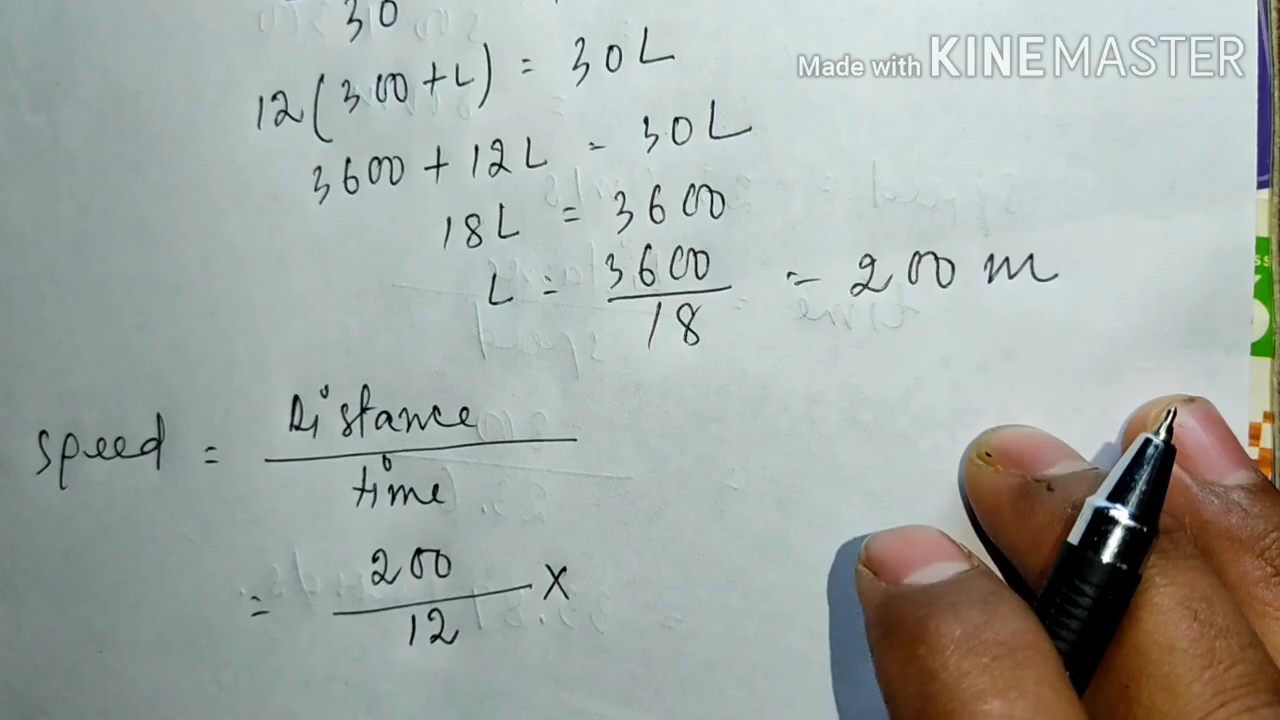 30
Made with KINEMASTER
12(300+L) = 30L
3600 + 12L = 30L
18L = 3600
L = 3600/18 = 200 m
Speed = Distance/time
= 200/12 X